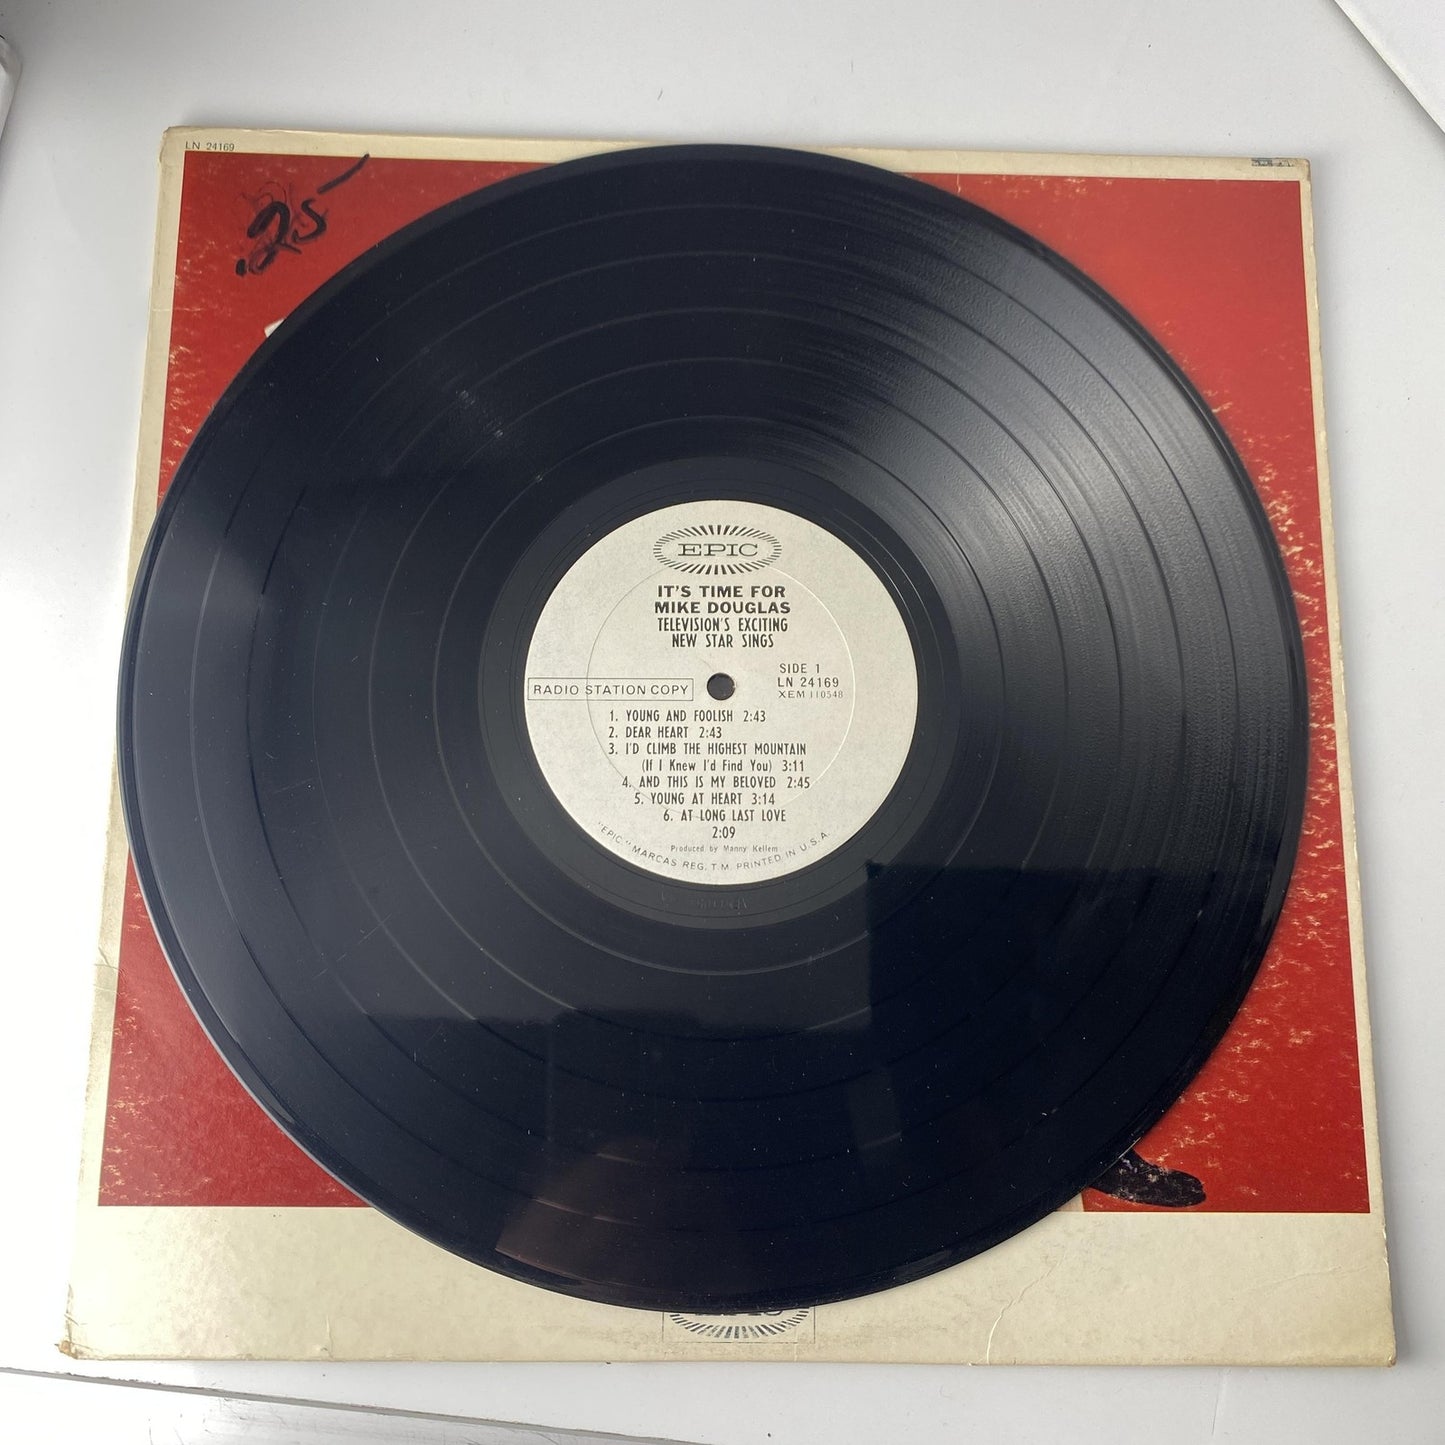 LN 24169
.25
EPIC
IT'S TIME FOR
MIKE DOUGLAS
TELEVISION'S EXCITING
NEW STAR SINGS
SIDE 1
LN 24169
XEM 110548
RADIO STATION COPY
1. YOUNG AND FOOLISH 2:43
2. DEAR HEART 2:43
3. I'D CLIMB THE HIGHEST MOUNTAIN
(If I Knew I'd Find You) 3:11
4. AND THIS IS MY BELOVED 2:45
5. YOUNG AT HEART 3:14
6. AT LONG LAST LOVE
2:09
Produced by Manny Kellem
"EPIC," MARCAS REG. T.M. PRINTED IN U.S.A.